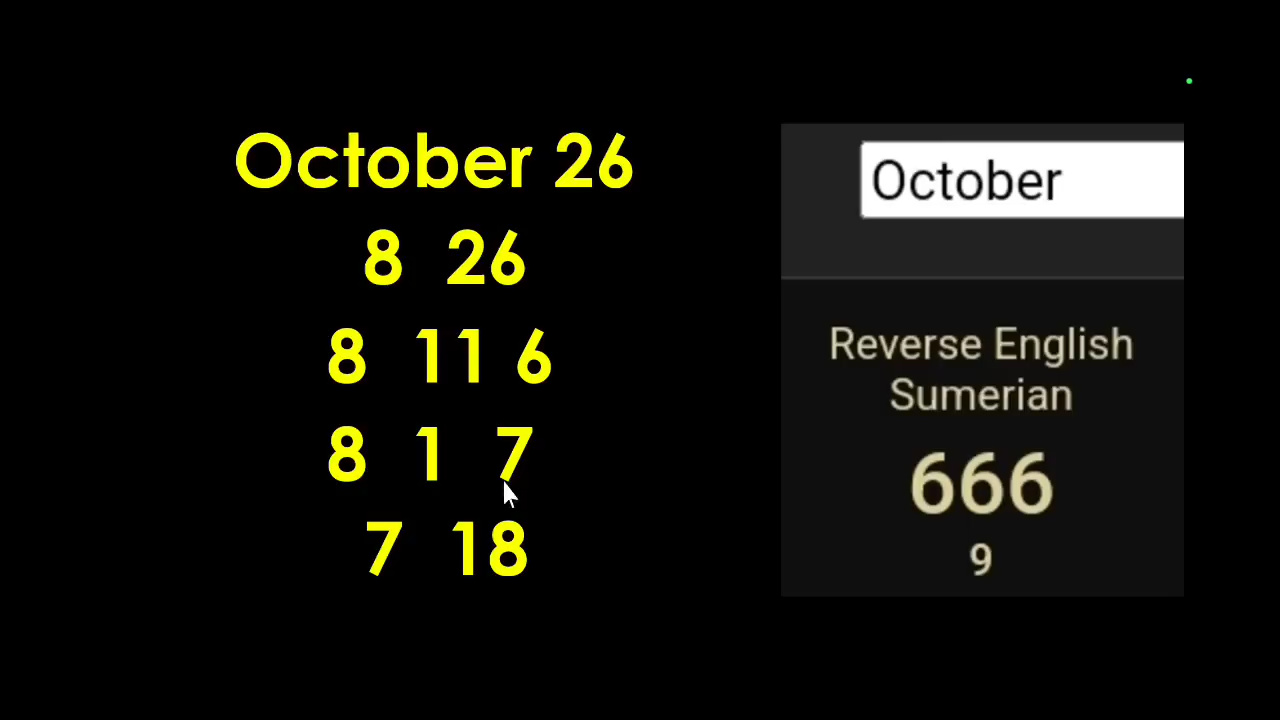 October 26
8 26
8 11 6
8 1 7
7 18
October
Reverse English
Sumerian
666
9